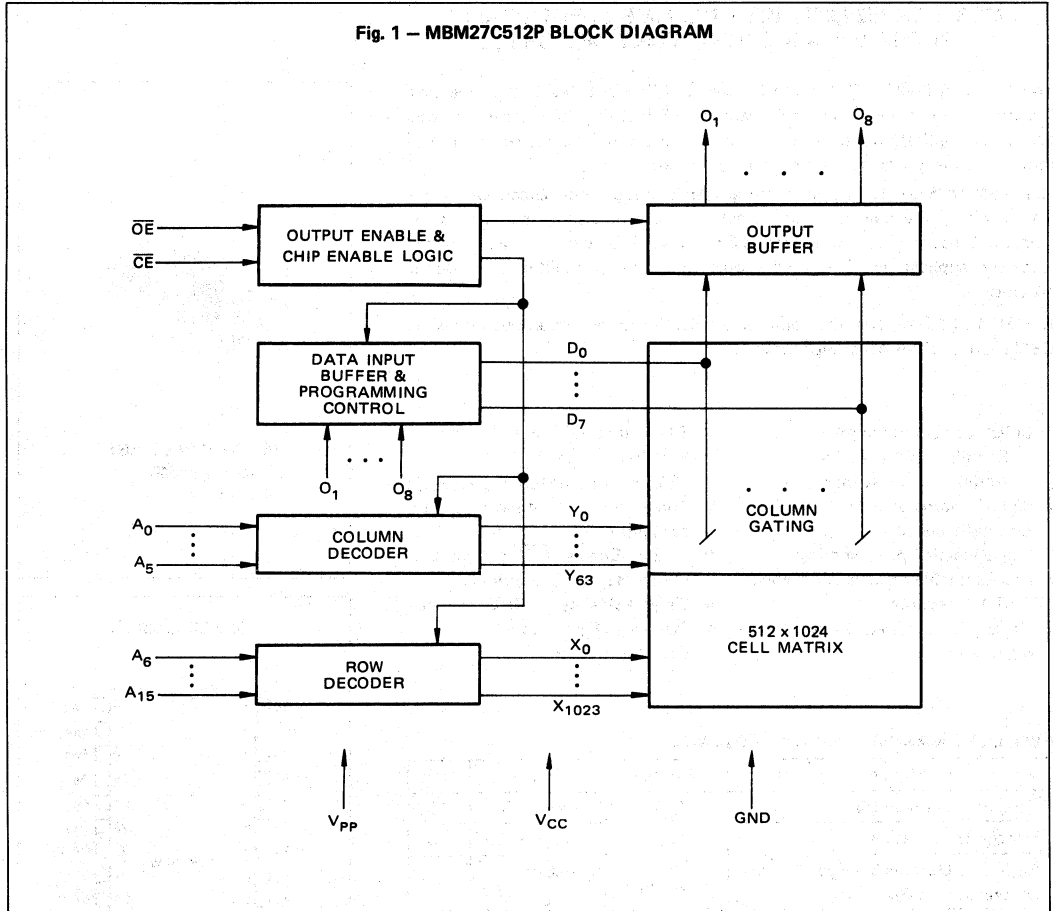 Fig. 1 — MBM27C512P BLOCK DIAGRAM
O1
O8
. . .
OE
CE
OUTPUT ENABLE &
CHIP ENABLE LOGIC
OUTPUT
BUFFER
DATA INPUT
BUFFER &
PROGRAMMING
CONTROL
D0
D7
O1
. . .
O8
. . .
COLUMN
GATING
A0
A5
COLUMN
DECODER
Y0
Y63
512 x 1024
CELL MATRIX
A6
A15
ROW
DECODER
X0
X1023
VPP
VCC
GND